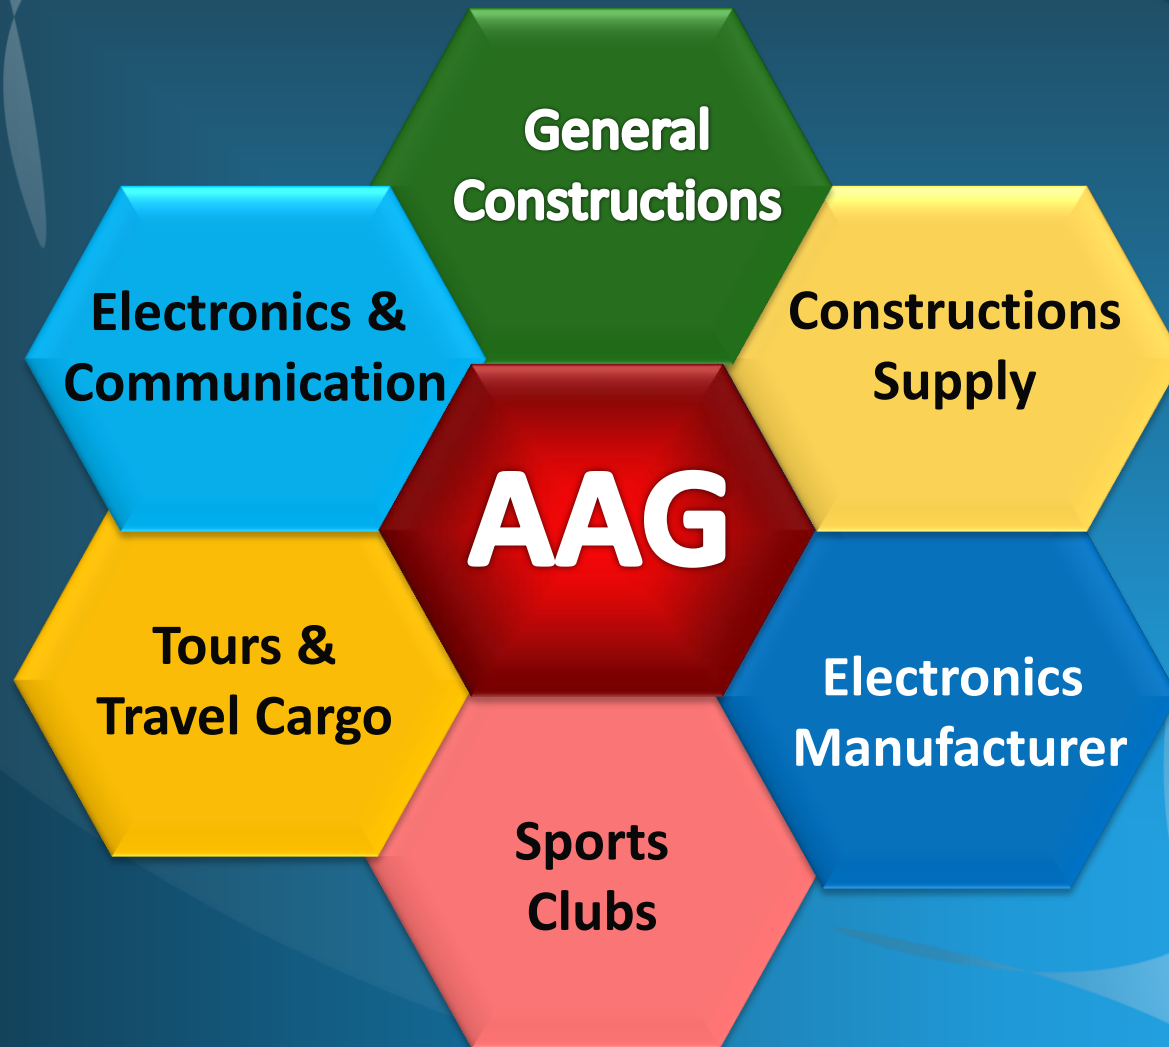 General
Constructions
Electronics &
Communication
Constructions
Supply
AAG
Tours &
Travel Cargo
Electronics
Manufacturer
Sports
Clubs